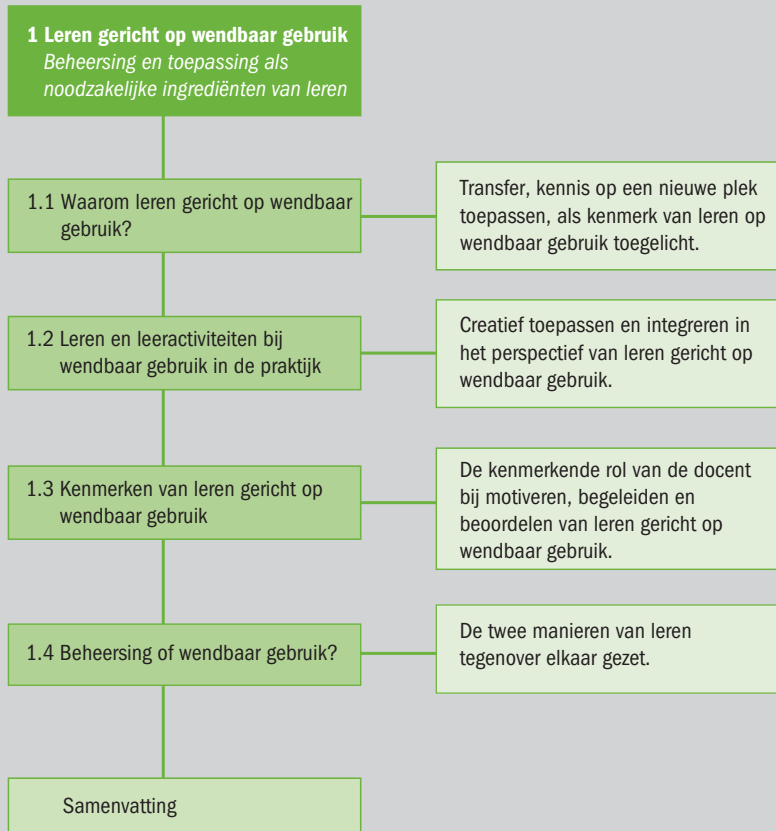 1 Leren gericht op wendbaar gebruik
Beheersing en toepassing als
noodzakelijke ingrediënten van leren
1.1 Waarom leren gericht op wendbaar
gebruik?
Transfer, kennis op een nieuwe plek
toepassen, als kenmerk van leren op
wendbaar gebruik toegelicht.
1.2 Leren en leeractiviteiten bij
wendbaar gebruik in de praktijk
Creatief toepassen en integreren in
het perspectief van leren gericht op
wendbaar gebruik.
1.3 Kenmerken van leren gericht op
wendbaar gebruik
De kenmerkende rol van de docent
bij motiveren, begeleiden en
beoordelen van leren gericht op
wendbaar gebruik.
1.4 Beheersing of wendbaar gebruik?
De twee manieren van leren
tegenover elkaar gezet.
Samenvatting